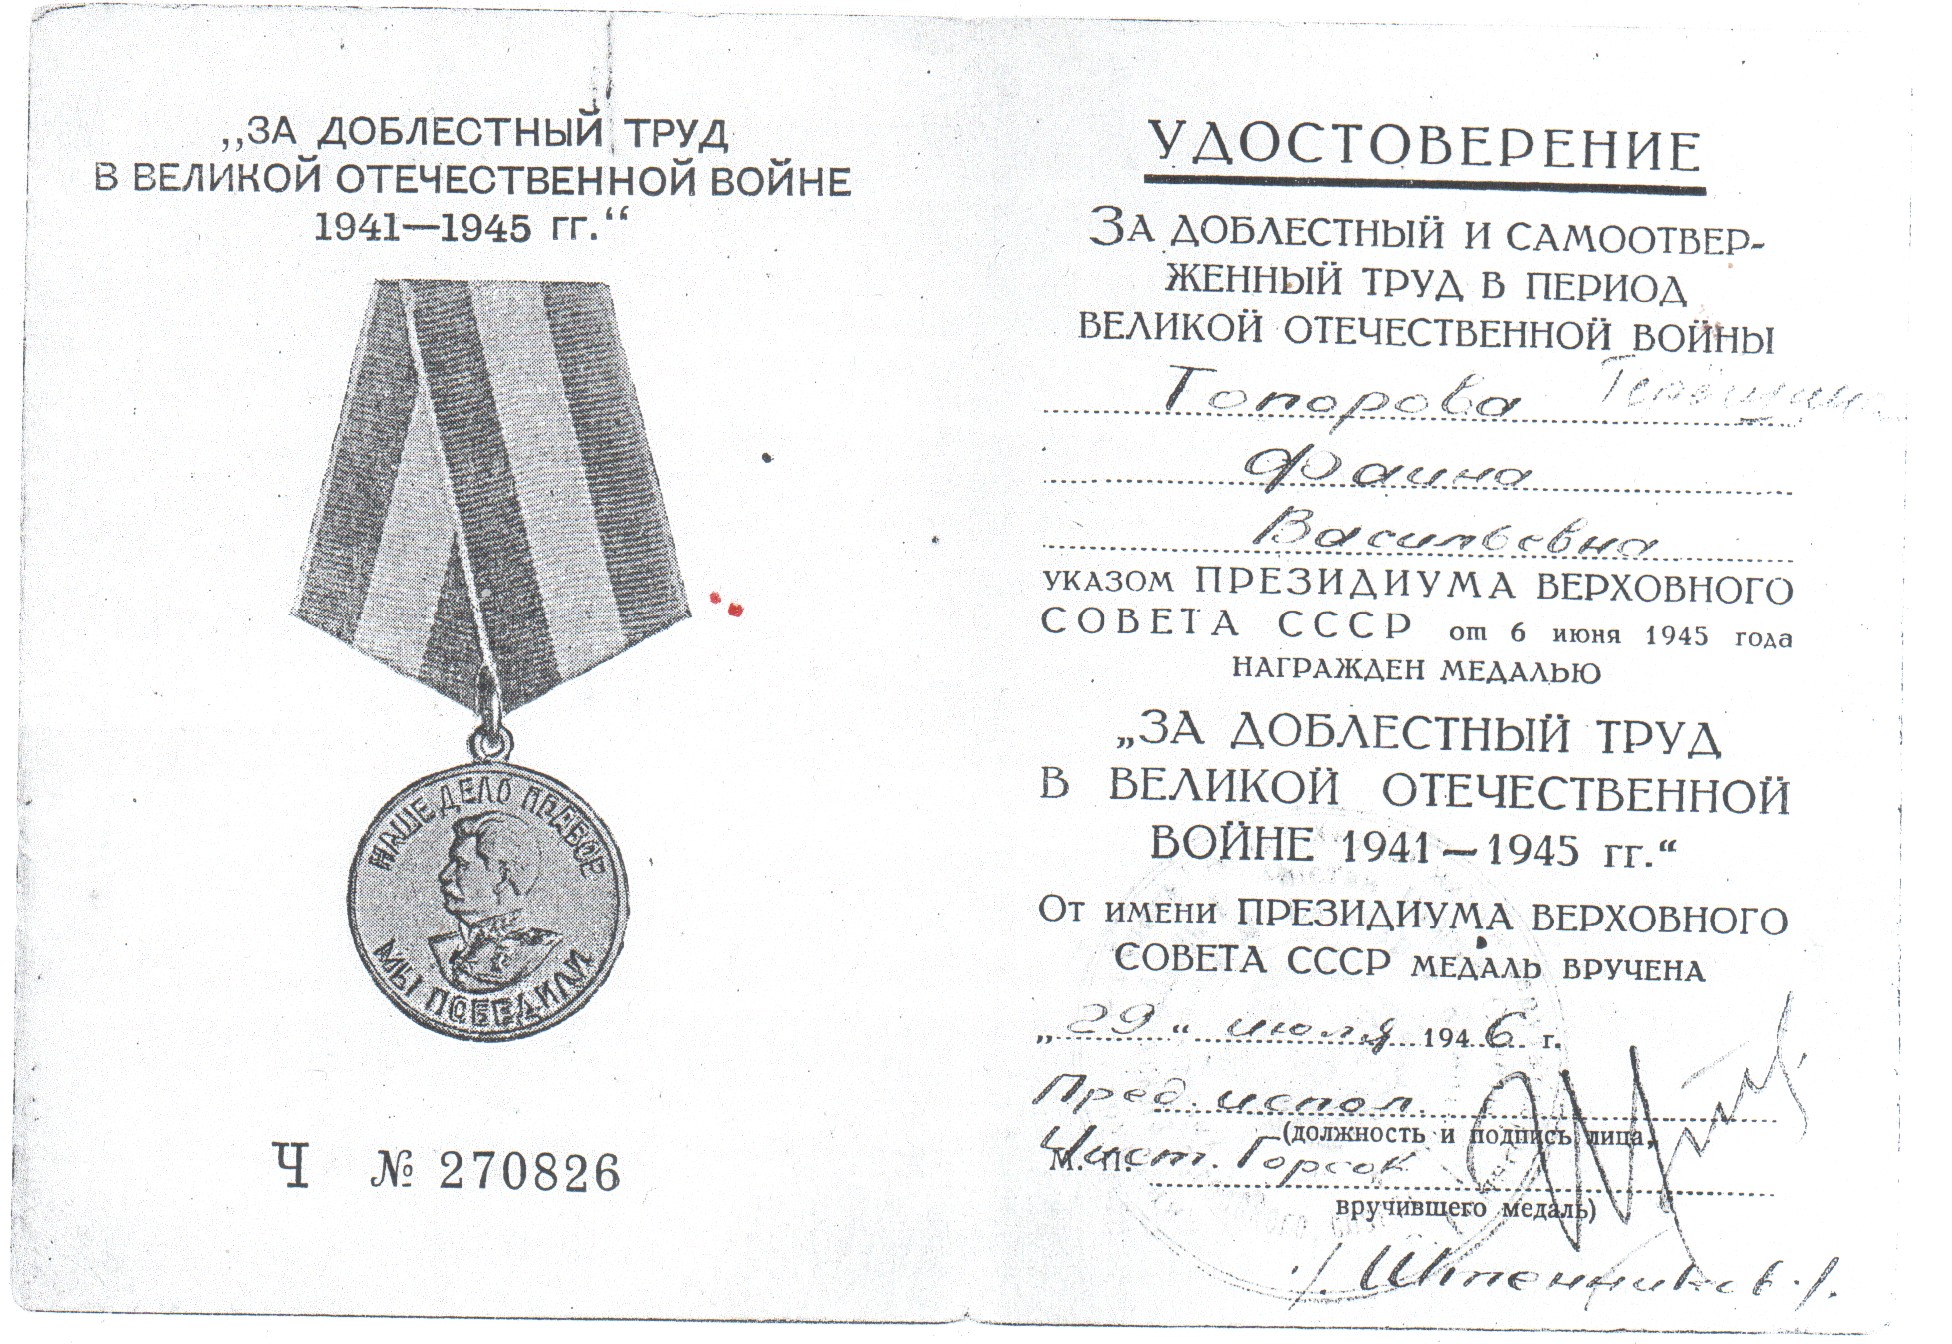 „ЗА ДОБЛЕСТНЫЙ ТРУД
В ВЕЛИКОЙ ОТЕЧЕСТВЕННОЙ ВОЙНЕ
1941—1945 гг.“
НАШЕ ДЕЛО ПРАВОЕ
МЫ ПОБЕДИЛИ
Ч № 270826
УДОСТОВЕРЕНИЕ
ЗА ДОБЛЕСТНЫЙ И САМООТВЕР-
ЖЕННЫЙ ТРУД В ПЕРИОД
ВЕЛИКОЙ ОТЕЧЕСТВЕННОЙ ВОЙНЫ
Топорова
Фаина
Васильевна
УКАЗОМ ПРЕЗИДИУМА ВЕРХОВНОГО
СОВЕТА СССР от 6 июня 1945 года
НАГРАЖДЕН МЕДАЛЬЮ
„ЗА ДОБЛЕСТНЫЙ ТРУД
В ВЕЛИКОЙ ОТЕЧЕСТВЕННОЙ
ВОЙНЕ 1941—1945 гг.“
ОТ ИМЕНИ ПРЕЗИДИУМА ВЕРХОВНОГО
СОВЕТА СССР МЕДАЛЬ ВРУЧЕНА
„29“ июля 1946 г.
Пред. испол.
(должность и подпись лица,
М. П. Чист. Горсов
вручившего медаль)
/Штенников/.